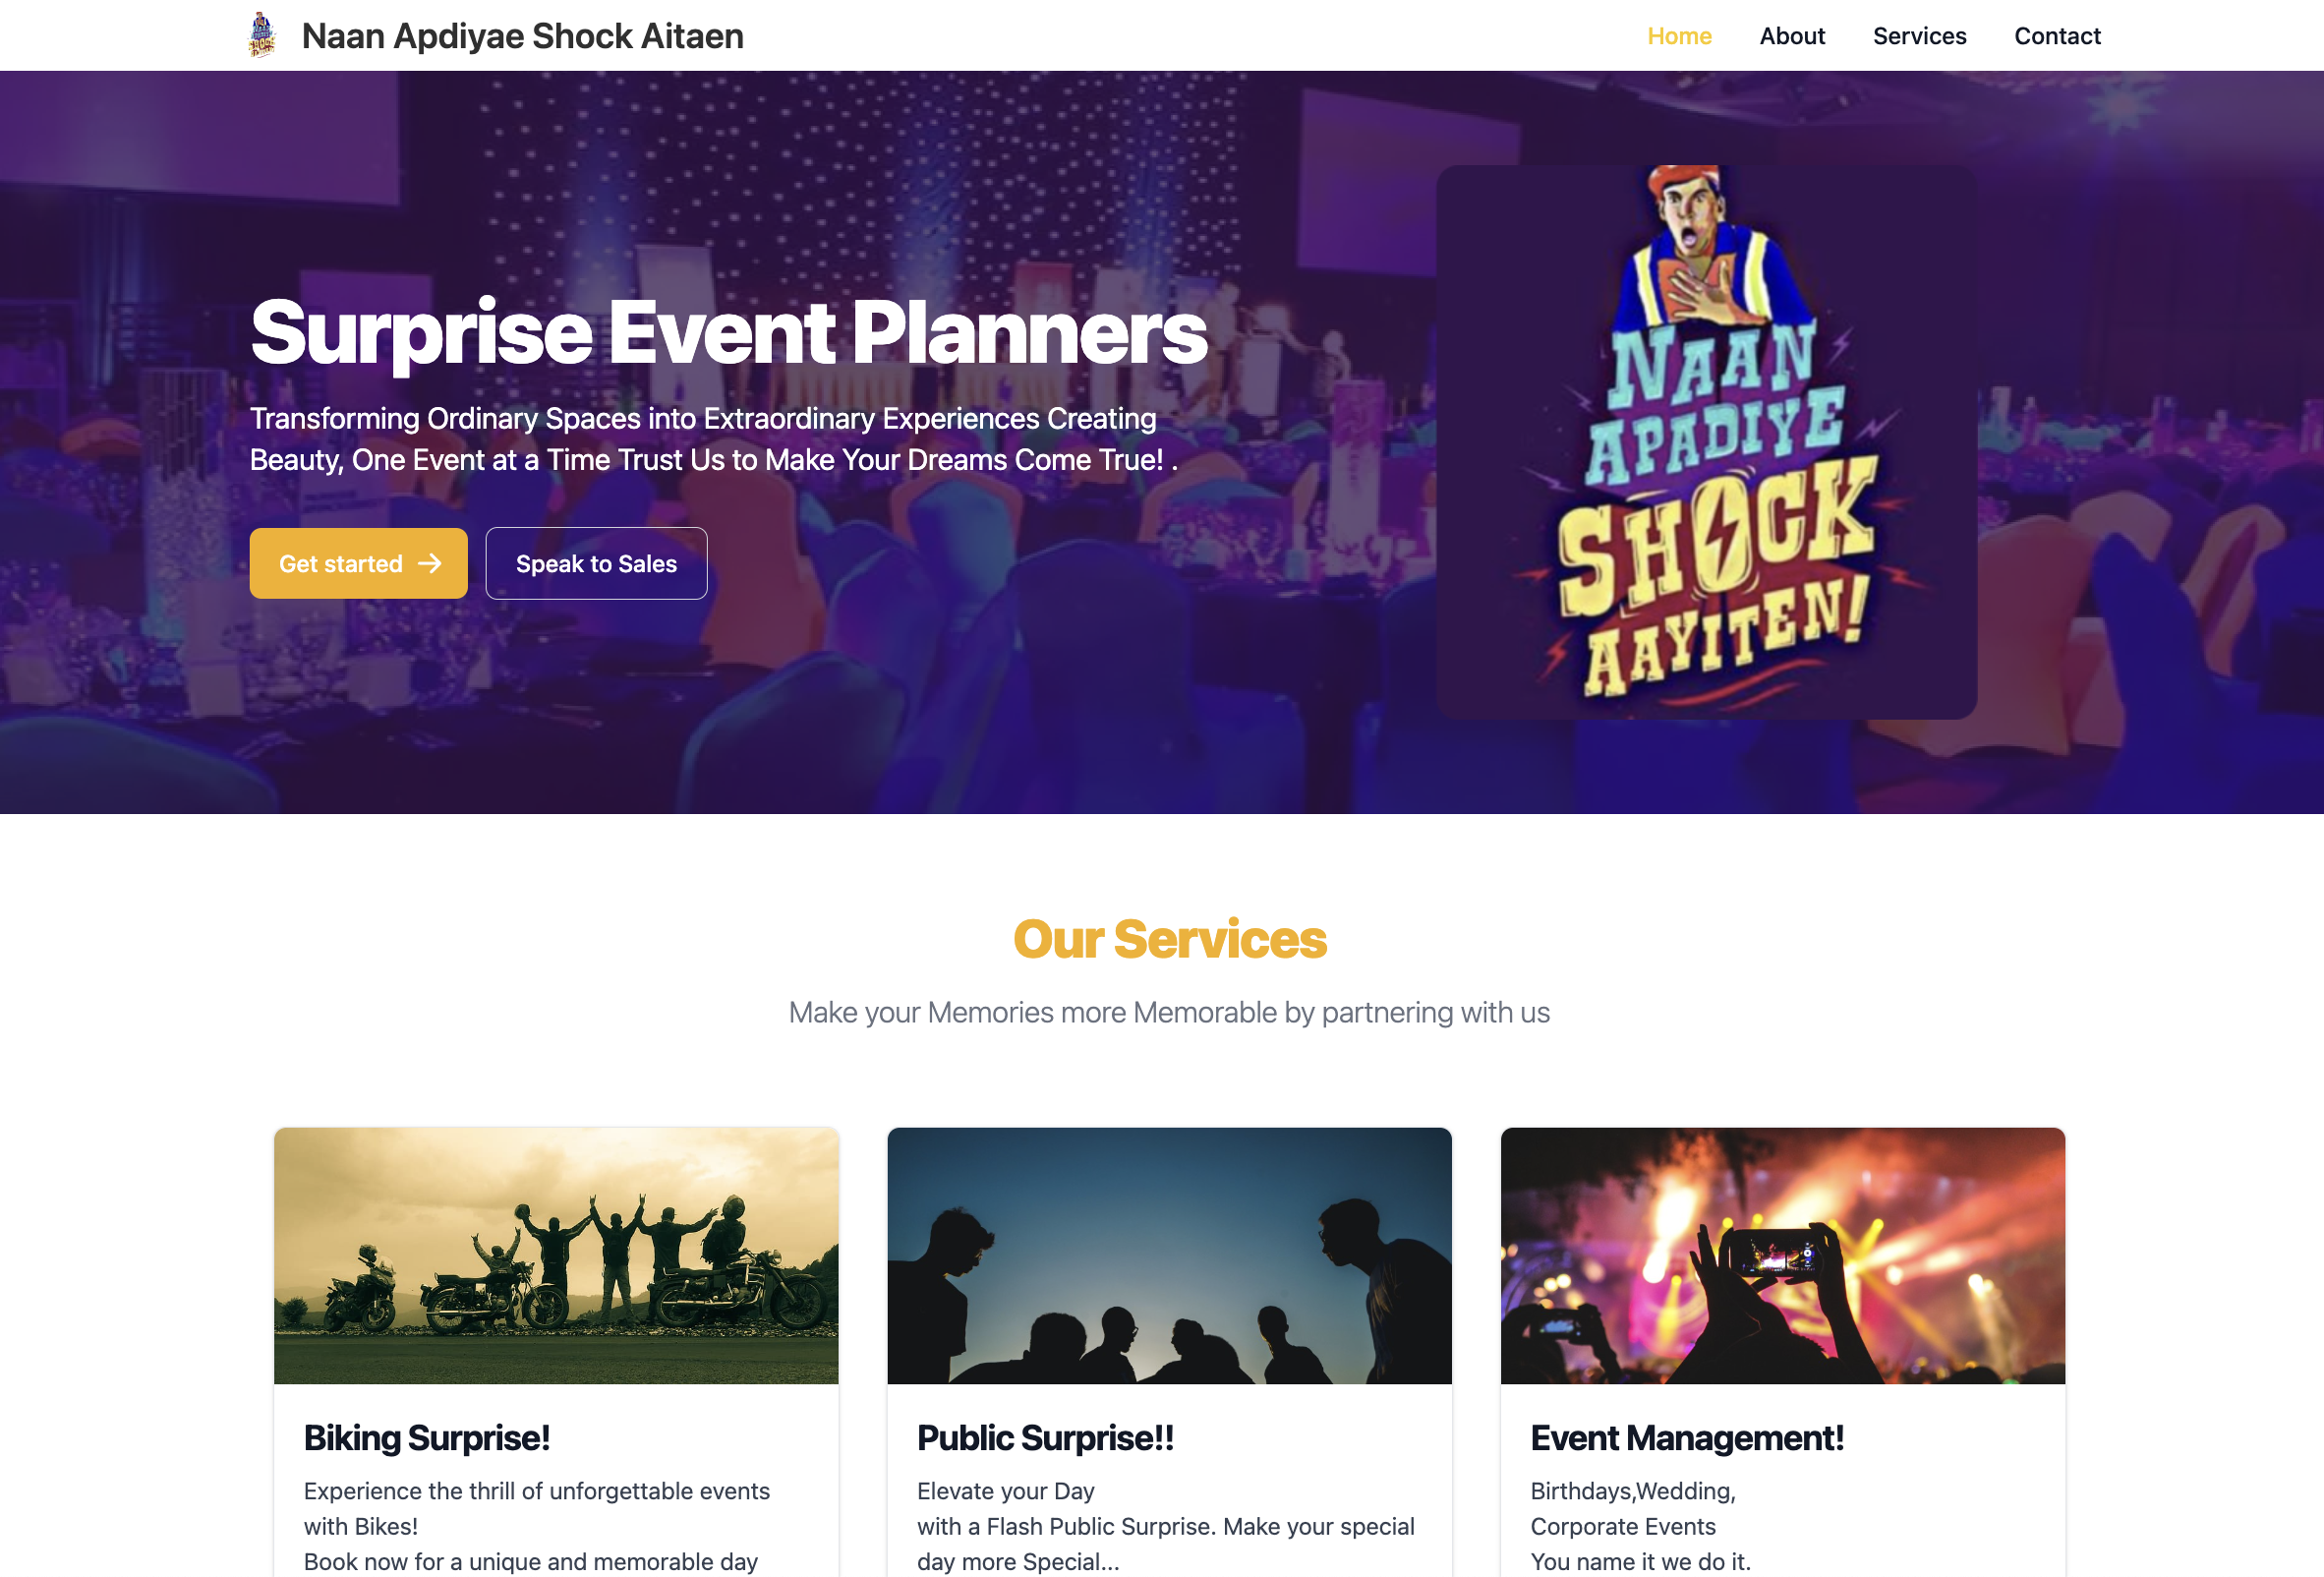 Naan Apdiyae Shock Aitaen
Home About Services Contact
Surprise Event Planners
Transforming Ordinary Spaces into Extraordinary Experiences Creating
Beauty, One Event at a Time Trust Us to Make Your Dreams Come True! .
Get started
Speak to Sales
NAAN
APADIYE
SHOCK
AAYITEN!
Our Services
Make your Memories more Memorable by partnering with us
Biking Surprise!
Experience the thrill of unforgettable events
with Bikes!
Book now for a unique and memorable day
Public Surprise!!
Elevate your Day
with a Flash Public Surprise. Make your special
day more Special...
Event Management!
Birthdays,Wedding,
Corporate Events
You name it we do it.